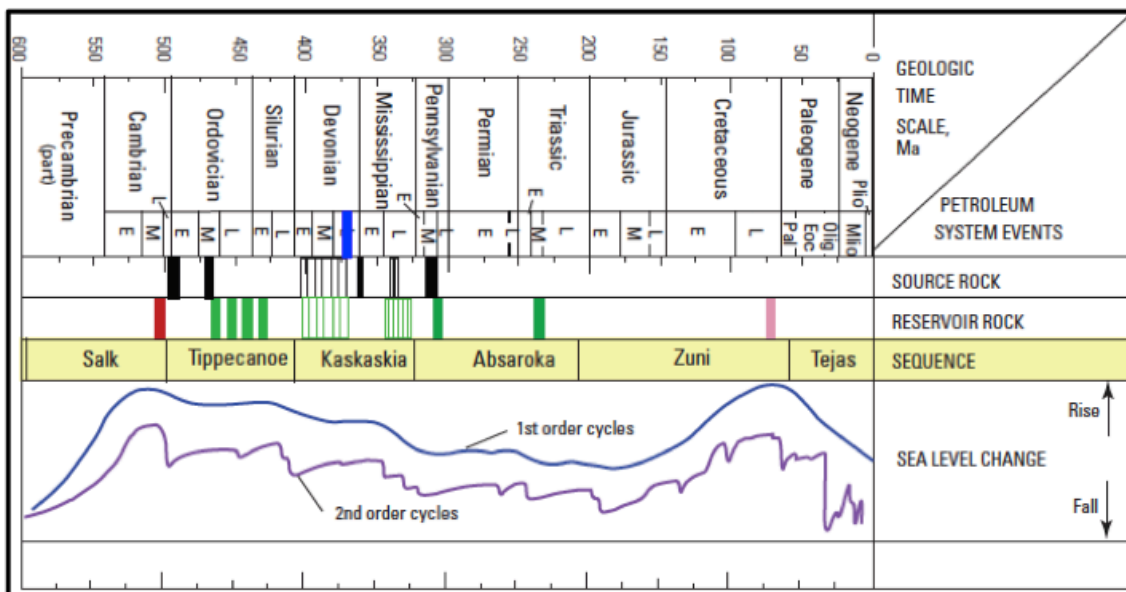 600 550 500 450 400 350 300 250 200 150 100 50 0
GEOLOGIC
TIME
SCALE,
Ma
PETROLEUM
SYSTEM EVENTS
Precambrian
(part)
Cambrian
Ordovician
Silurian
Devonian
Mississippian
Pennsylvanian
Permian
Triassic
Jurassic
Cretaceous
Paleogene
Neogene
Plio
L
E
E
E M E M L E L E M L E L M L E L M L E M L E L Pal Eoc Olig. Mlio
SOURCE ROCK
RESERVOIR ROCK
Salk Tippecanoe Kaskaskia Absaroka Zuni Tejas SEQUENCE
1st order cycles
2nd order cycles
Rise
SEA LEVEL CHANGE
Fall